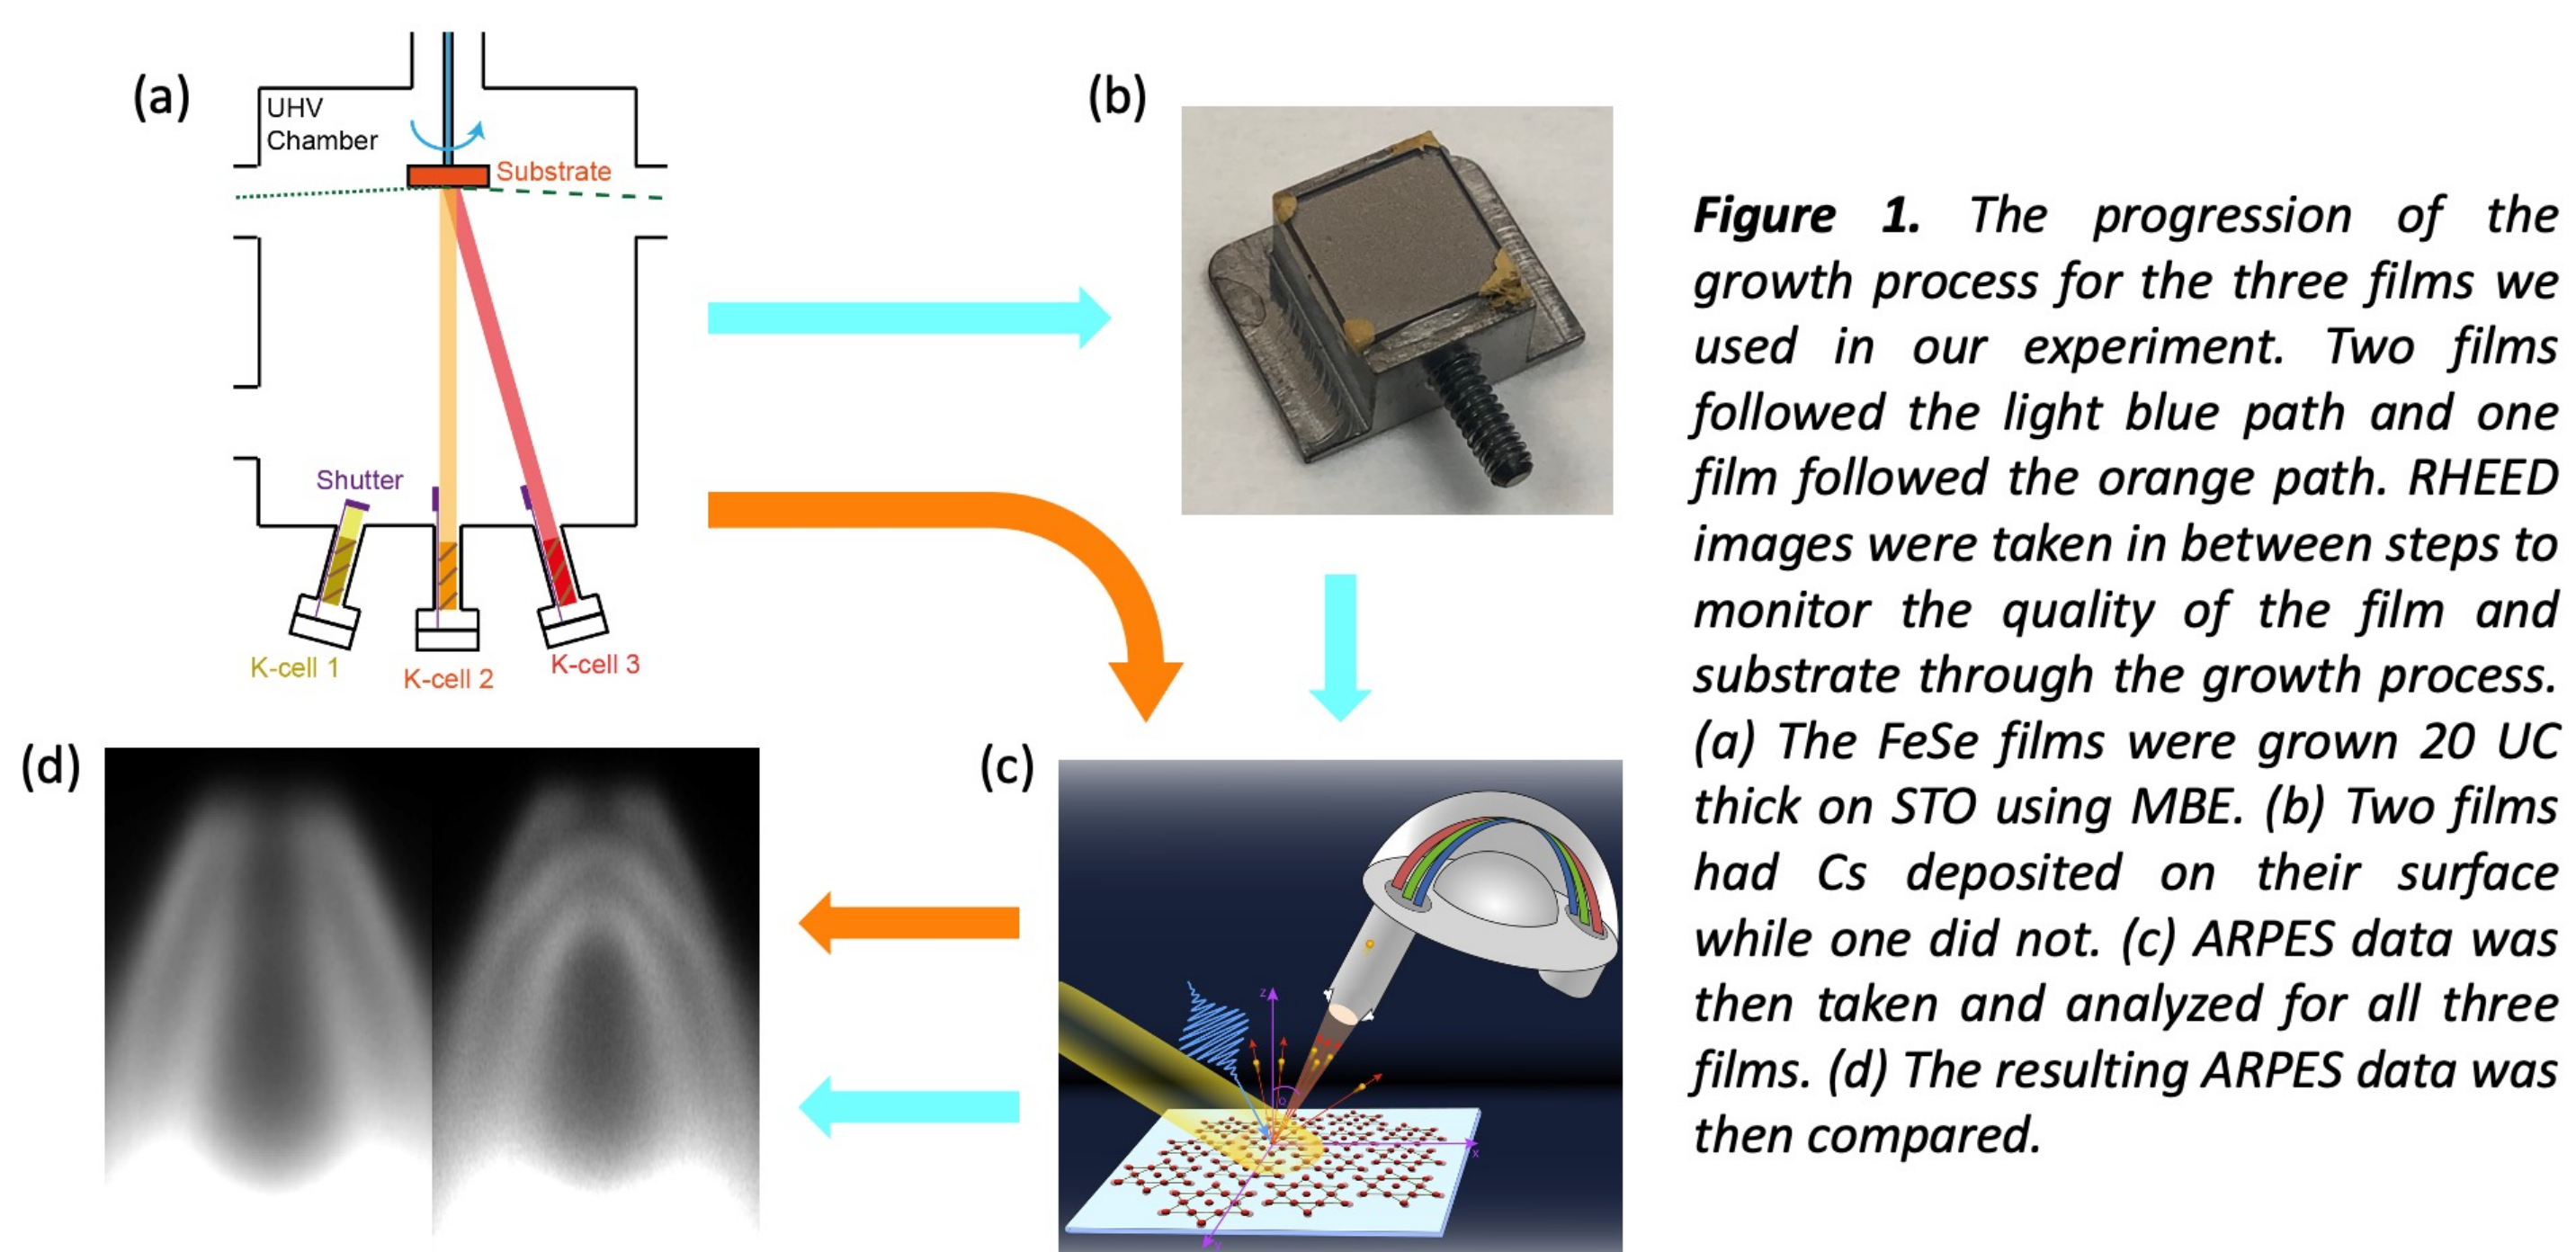 (a)
UHV
Chamber
Substrate
Shutter
K-cell 1
K-cell 2
K-cell 3
(b)
(c)
z
x
y
(d)
Figure 1. The progression of the
growth process for the three films we
used in our experiment. Two films
followed the light blue path and one
film followed the orange path. RHEED
images were taken in between steps to
monitor the quality of the film and
substrate through the growth process.
(a) The FeSe films were grown 20 UC
thick on STO using MBE. (b) Two films
had Cs deposited on their surface
while one did not. (c) ARPES data was
then taken and analyzed for all three
films. (d) The resulting ARPES data was
then compared.